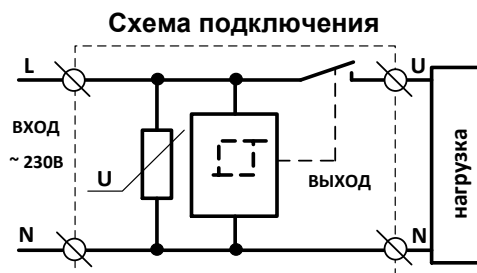 Схема подключения
L
U
ВХОД
~ 230В
U
ВЫХОД
нагрузка
N
N